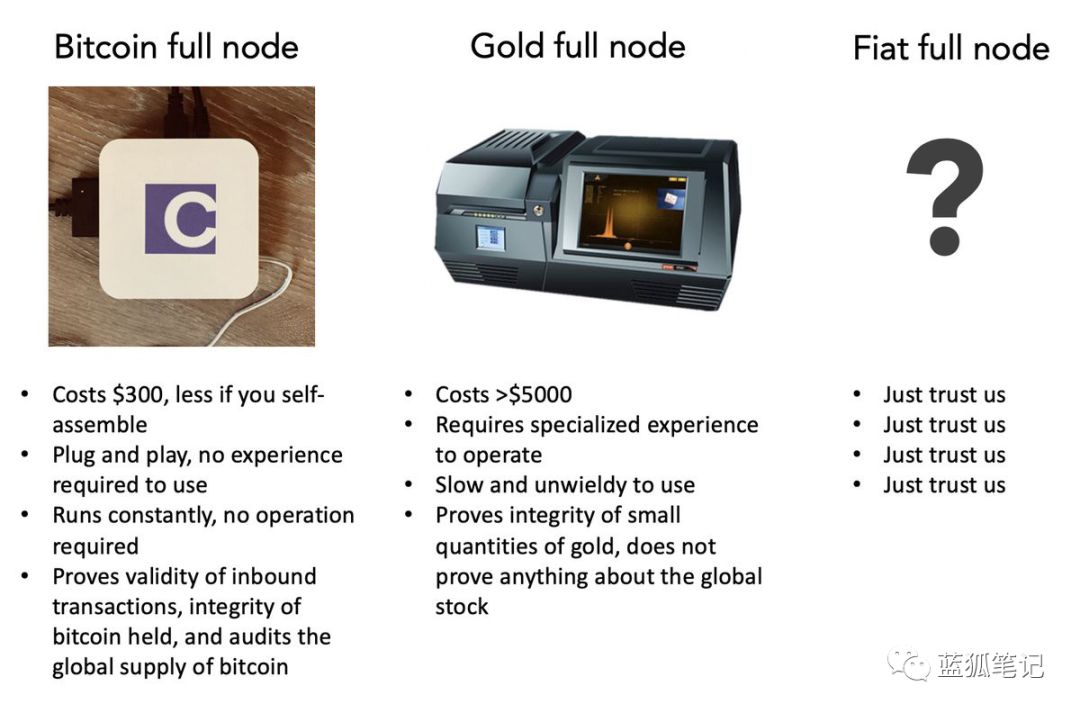 Bitcoin full node
Gold full node
Fiat full node
?
C
• Costs $300, less if you self-
assemble
• Plug and play, no experience
required to use
• Runs constantly, no operation
required
• Proves validity of inbound
transactions, integrity of
bitcoin held, and audits the
global supply of bitcoin
• Costs >$5000
• Requires specialized experience
to operate
• Slow and unwieldy to use
• Proves integrity of small
quantities of gold, does not
prove anything about the global
stock
• Just trust us
• Just trust us
• Just trust us
• Just trust us
蓝狐笔记